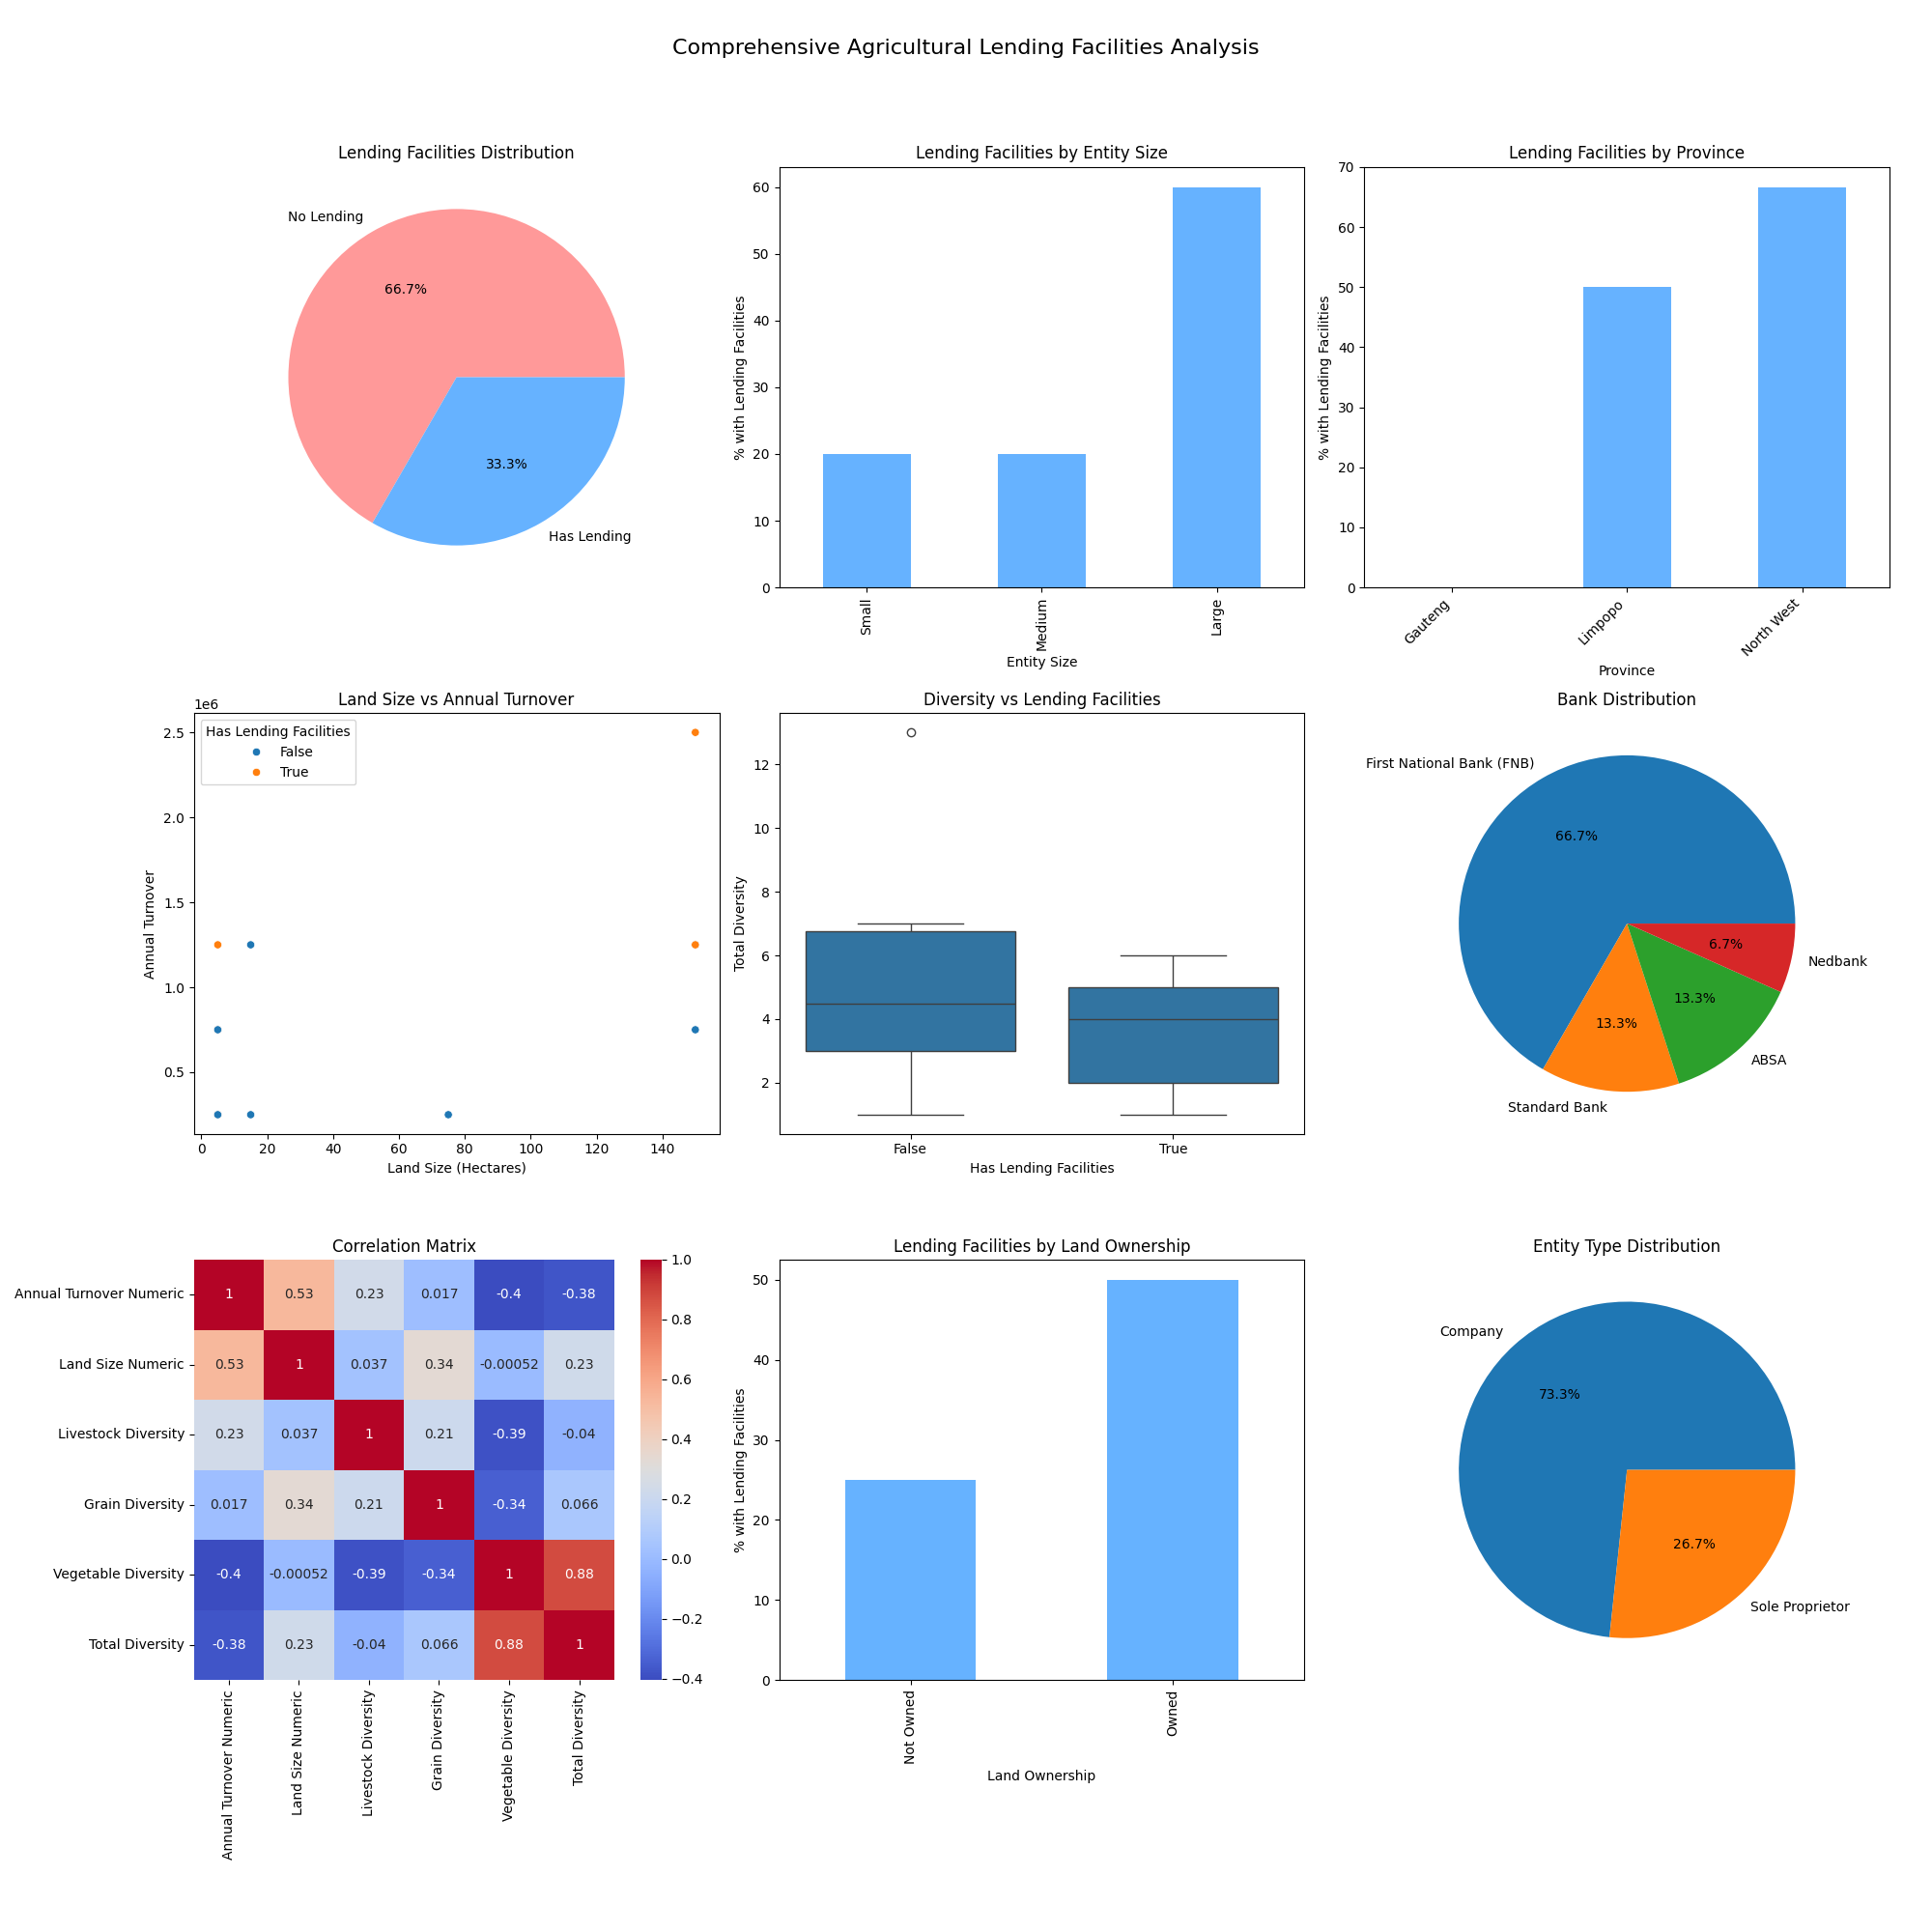 Comprehensive Agricultural Lending Facilities Analysis
Lending Facilities Distribution
No Lending
66.7%
33.3%
Has Lending
Lending Facilities by Entity Size
% with Lending Facilities
60
50
40
30
20
10
0
Small
Medium
Large
Entity Size
Lending Facilities by Province
% with Lending Facilities
70
60
50
40
30
20
10
0
Gauteng
Limpopo
North West
Province
Land Size vs Annual Turnover
1e6
Has Lending Facilities
False
True
Annual Turnover
2.5
2.0
1.5
1.0
0.5
0 20 40 60 80 100 120 140
Land Size (Hectares)
Diversity vs Lending Facilities
Total Diversity
12
10
8
6
4
2
False True
Has Lending Facilities
Bank Distribution
First National Bank (FNB)
66.7%
6.7%
Nedbank
13.3%
13.3%
ABSA
Standard Bank
Correlation Matrix
Annual Turnover Numeric 1 0.53 0.23 0.017 -0.4 -0.38
Land Size Numeric 0.53 1 0.037 0.34 -0.00052 0.23
Livestock Diversity 0.23 0.037 1 0.21 -0.39 -0.04
Grain Diversity 0.017 0.34 0.21 1 -0.34 0.066
Vegetable Diversity -0.4 -0.00052 -0.39 -0.34 1 0.88
Total Diversity -0.38 0.23 -0.04 0.066 0.88 1
Annual Turnover Numeric
Land Size Numeric
Livestock Diversity
Grain Diversity
Vegetable Diversity
Total Diversity
1.0
0.8
0.6
0.4
0.2
0.0
−0.2
−0.4
Lending Facilities by Land Ownership
% with Lending Facilities
50
40
30
20
10
0
Not Owned
Owned
Land Ownership
Entity Type Distribution
Company
73.3%
26.7%
Sole Proprietor